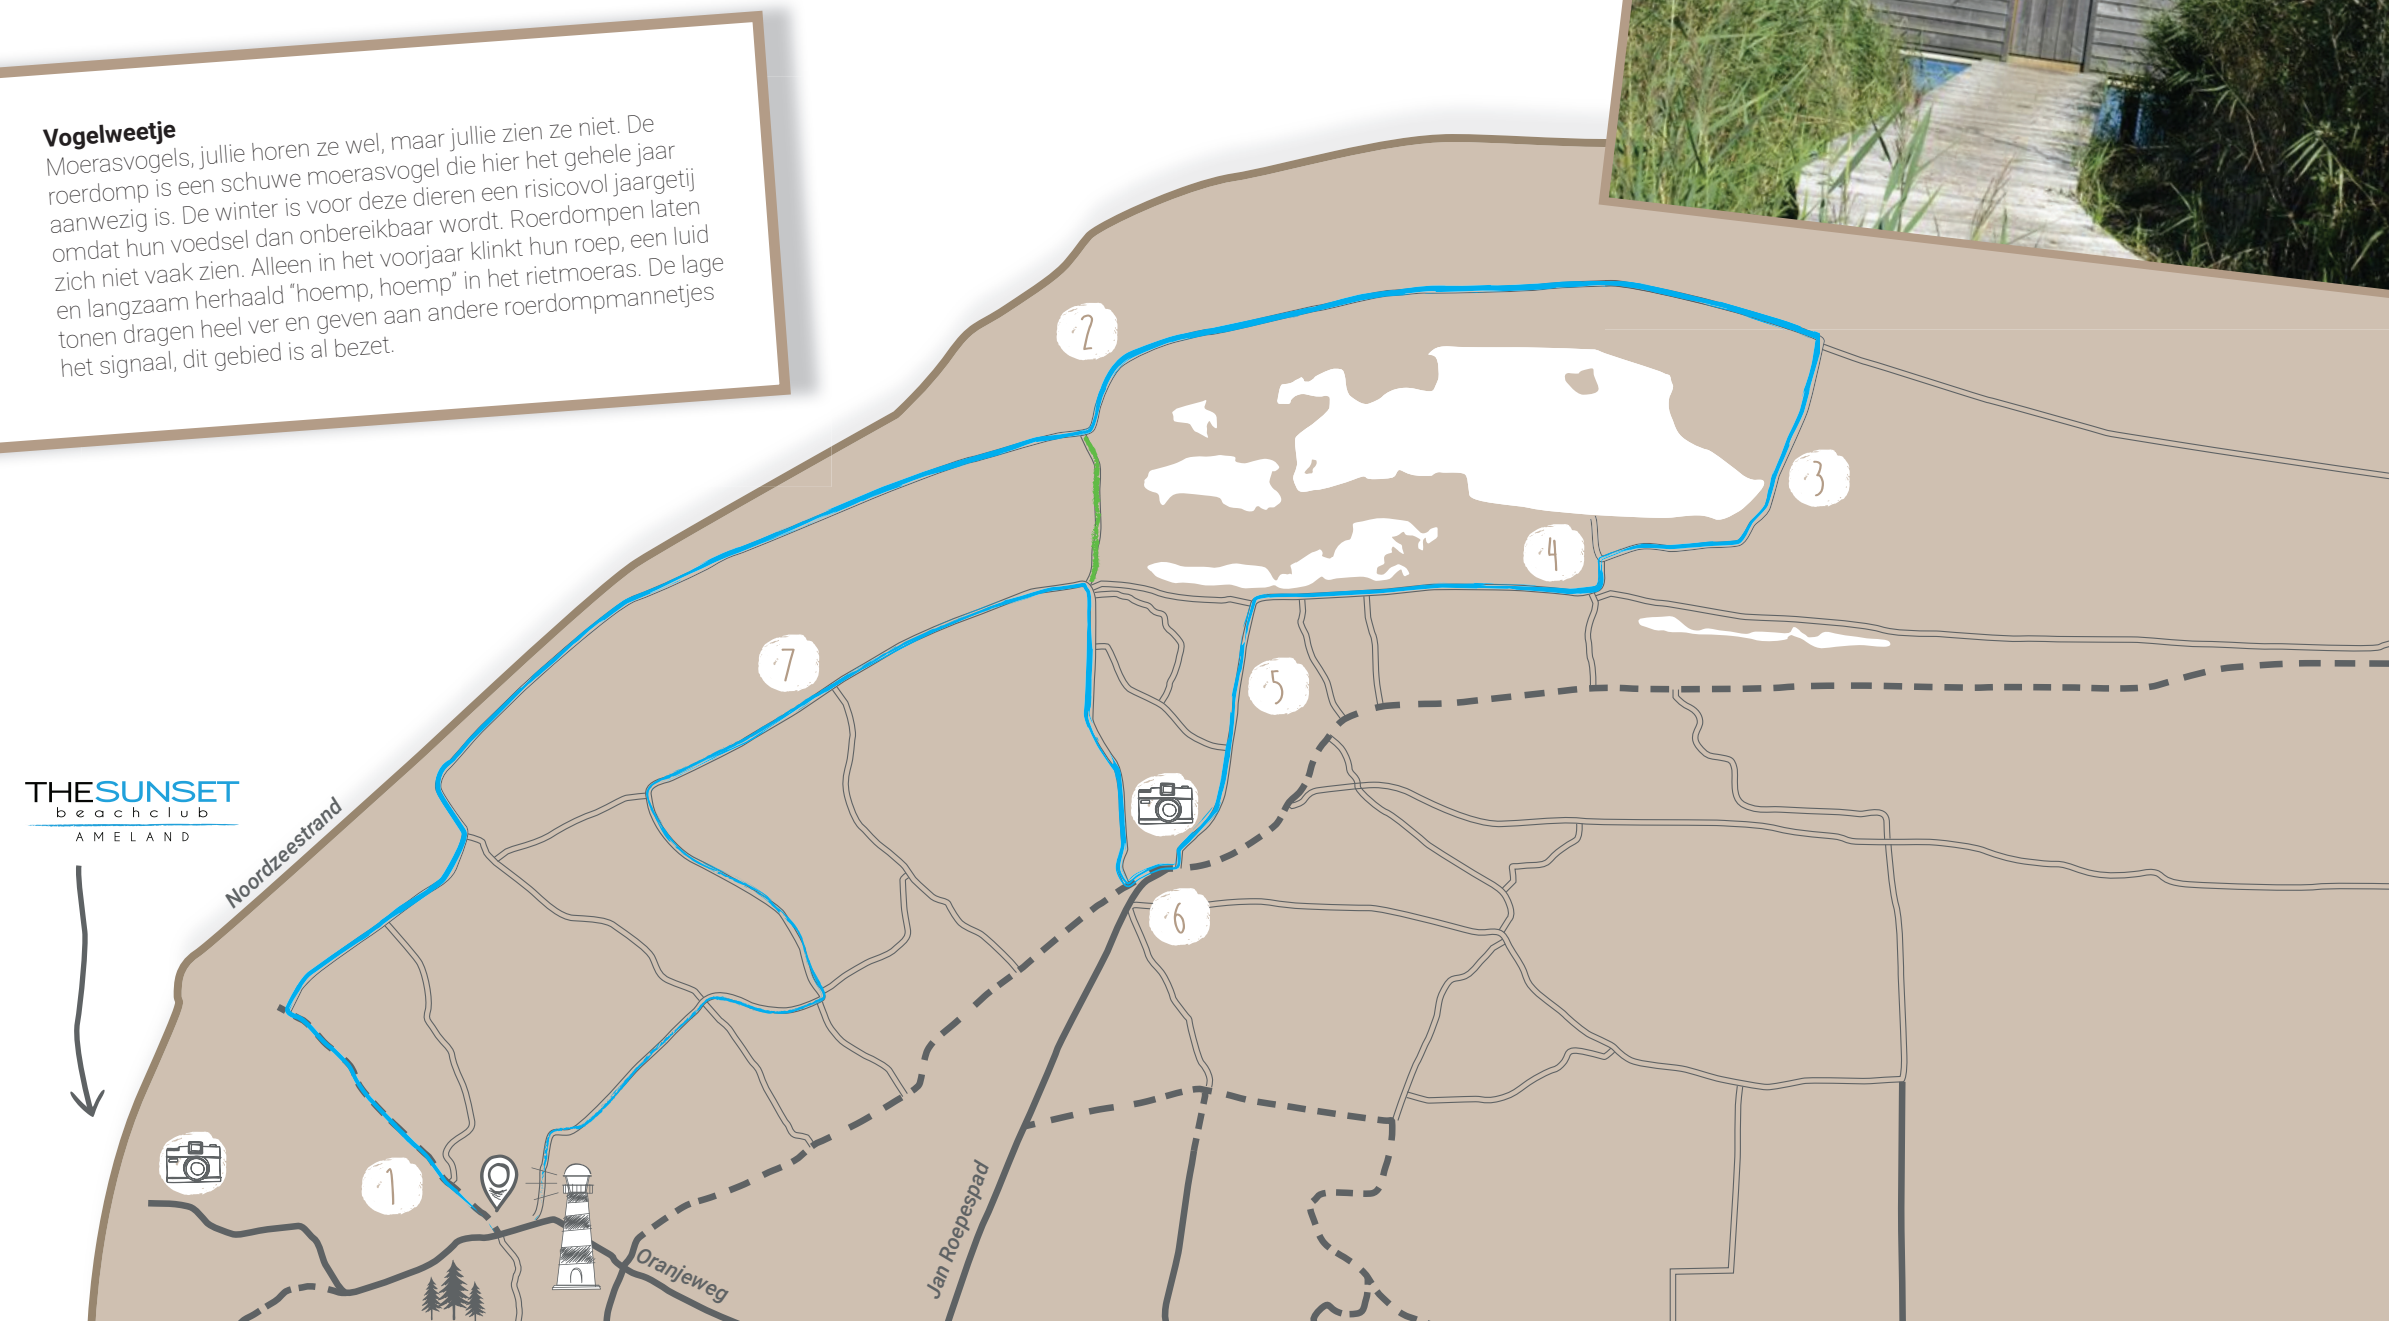 Vogelweetje
Moerasvogels, jullie horen ze wel, maar jullie zien ze niet. De
roerdomp is een schuwe moerasvogel die hier het gehele jaar
aanwezig is. De winter is voor deze dieren een risicovol jaargetij
omdat hun voedsel dan onbereikbaar wordt. Roerdompen laten
zich niet vaak zien. Alleen in het voorjaar klinkt hun roep, een luid
en langzaam herhaald “hoemp, hoemp” in het rietmoeras. De lage
tonen dragen heel ver en geven aan andere roerdompmannetjes
het signaal, dit gebied is al bezet.
2
3
4
7
5
THESUNSET
beachclub
AMELAND
Noordzeestrand
6
1
Jan Roepespad
Oranjeweg